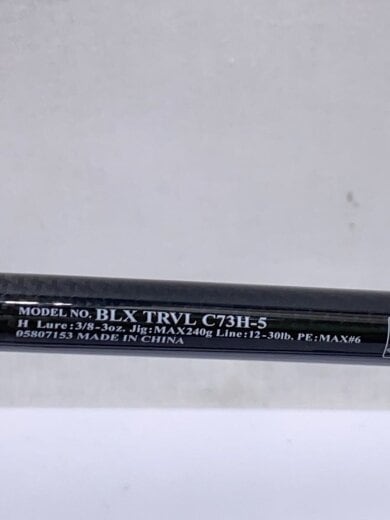 MODEL NO. BLX TRVL C73H-5
H Lure:3/8-3oz. Jig:MAX240g Line:12-30lb. PE:MAX#6
05807153 MADE IN CHINA